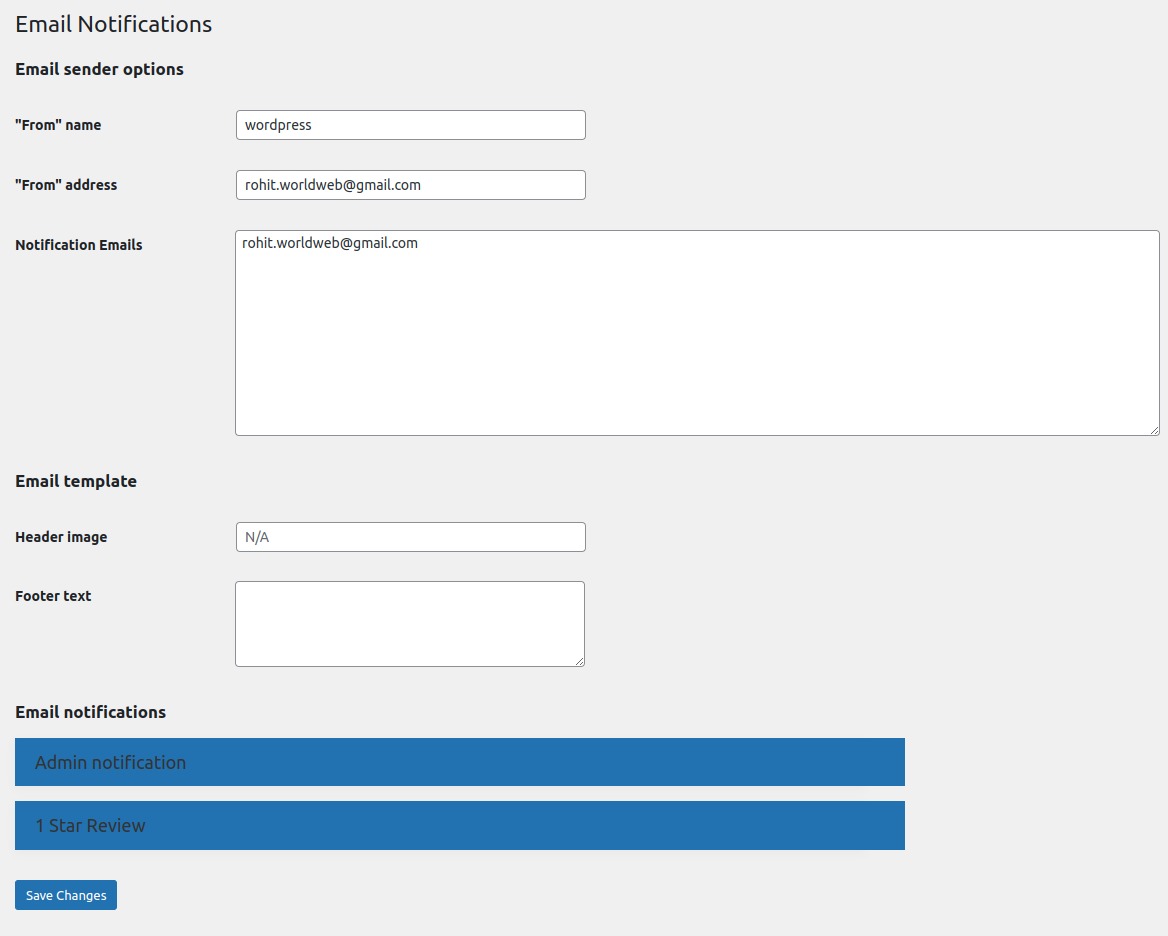 Email Notifications
Email sender options
"From" name
wordpress
"From" address
rohit.worldweb@gmail.com
Notification Emails
rohit.worldweb@gmail.com
Email template
Header image
N/A
Footer text
Email notifications
Admin notification
1 Star Review
Save Changes